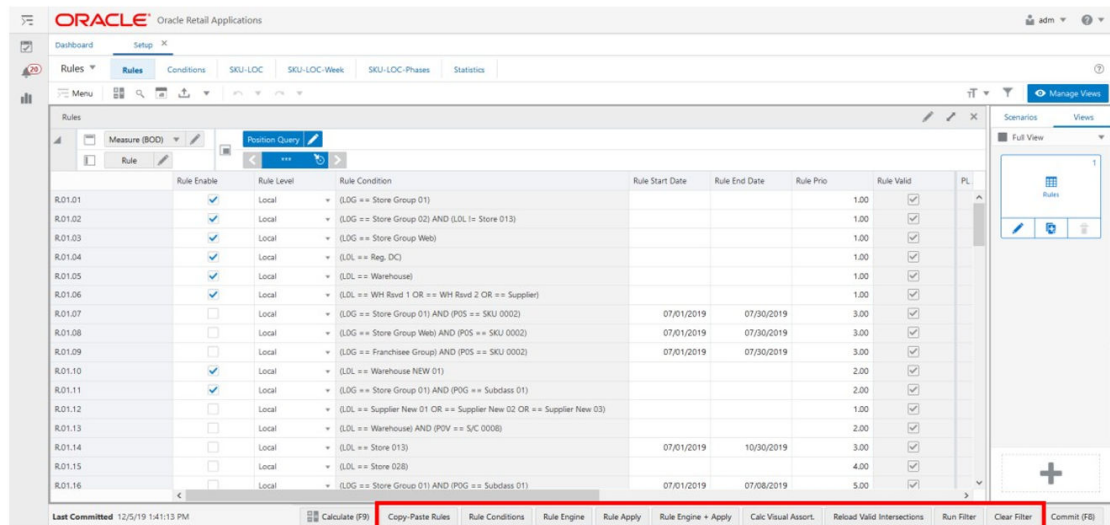 ORACLE® Oracle Retail Applications
adm
Dashboard Setup
20
Rules Rules Conditions SKU-LOC SKU-LOC-Week SKU-LOC-Phases Statistics
Menu Manage Views
Rules Scenarios Views
Measure (BOD) Position Query Full View
Rule ***
1
Rules
Rule Enable Rule Level Rule Condition Rule Start Date Rule End Date Rule Prio Rule Valid PL
R.01.01 Local (L0G == Store Group 01) 1.00
R.01.02 Local (L0G == Store Group 02) AND (L0L != Store 013) 1.00
R.01.03 Local (L0G == Store Group Web) 1.00
R.01.04 Local (L0L == Reg. DC) 1.00
R.01.05 Local (L0L == Warehouse) 1.00
R.01.06 Local (L0L == WH Rsvd 1 OR == WH Rsvd 2 OR == Supplier) 1.00
R.01.07 Local (L0G == Store Group 01) AND (P0S == SKU 0002) 07/01/2019 07/30/2019 3.00
R.01.08 Local (L0G == Store Group Web) AND (P0S == SKU 0002) 07/01/2019 07/30/2019 3.00
R.01.09 Local (L0G == Franchisee Group) AND (P0S == SKU 0002) 07/01/2019 07/30/2019 3.00
R.01.10 Local (L0L == Warehouse NEW 01) 2.00
R.01.11 Local (L0G == Store Group 01) AND (P0G == Subclass 01) 2.00
R.01.12 Local (L0L == Supplier New 01 OR == Supplier New 02 OR == Supplier New 03) 1.00
R.01.13 Local (L0L == Warehouse) AND (P0V == S/C 0008) 2.00
R.01.14 Local (L0L == Store 013) 07/01/2019 10/30/2019 3.00
R.01.15 Local (L0L == Store 028) 4.00
R.01.16 Local (L0G == Store Group 01) AND (P0G == Subclass 01) 07/01/2019 07/08/2019 5.00
Last Committed 12/5/19 1:41:13 PM Calculate (F9) Copy-Paste Rules Rule Conditions Rule Engine Rule Apply Rule Engine + Apply Calc Visual Assort. Reload Valid Intersections Run Filter Clear Filter Commit (F8)